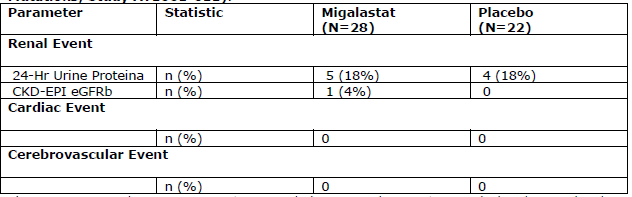 Parameter Statistic Migalastat (N=28) Placebo (N=22)
Renal Event
24-Hr Urine Proteina n (%) 5 (18%) 4 (18%)
CKD-EPI eGFRb n (%) 1 (4%) 0
Cardiac Event
n (%) 0 0
Cerebrovascular Event
n (%) 0 0